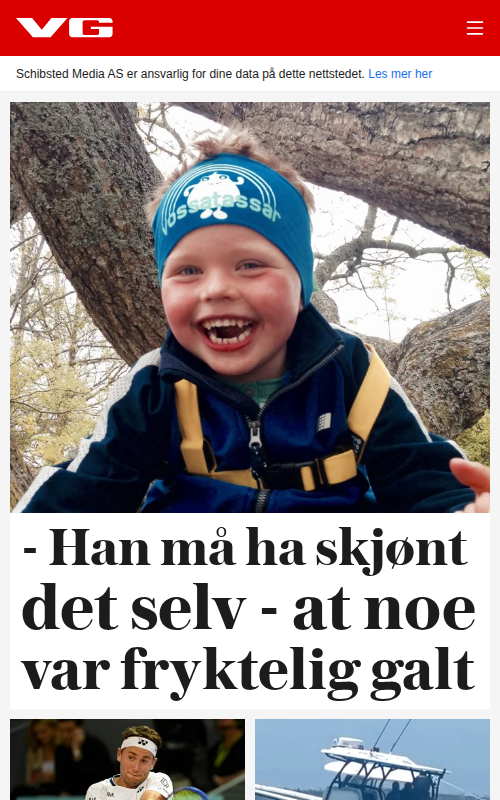 VG
Schibsted Media AS er ansvarlig for dine data på dette nettstedet. Les mer her
vossatassar
- Han må ha skjønt
det selv - at noe
var fryktelig galt
YONEX